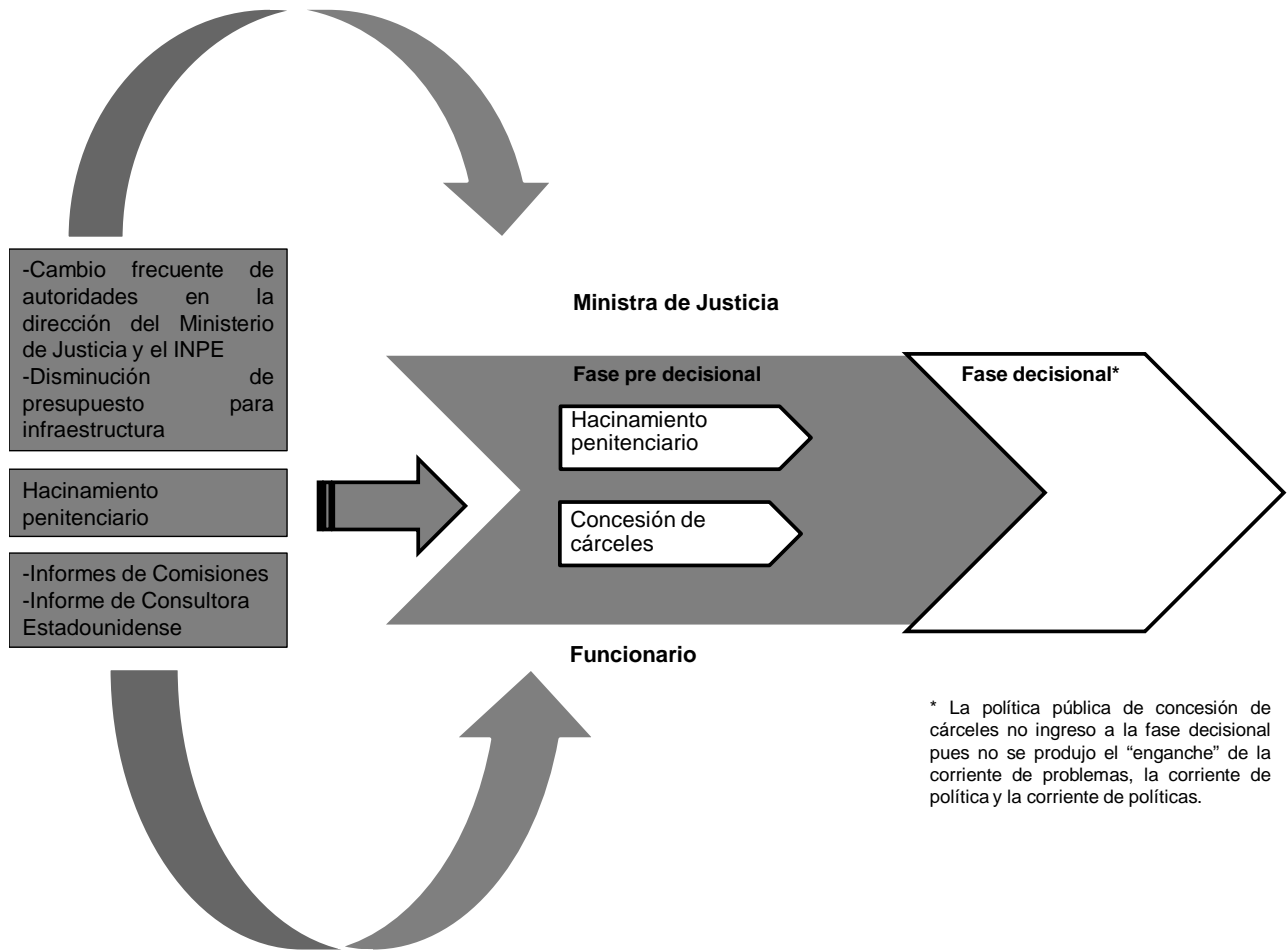 -Cambio frecuente de
autoridades en la
dirección del Ministerio
de Justicia y el INPE
-Disminución de
presupuesto para
infraestructura
Hacinamiento
penitenciario
-Informes de Comisiones
-Informe de Consultora
Estadounidense
Ministra de Justicia
Fase pre decisional
Hacinamiento
penitenciario
Concesión de
cárceles
Funcionario
Fase decisional*
* La política pública de concesión de
cárceles no ingreso a la fase decisional
pues no se produjo el “enganche” de la
corriente de problemas, la corriente de
política y la corriente de políticas.